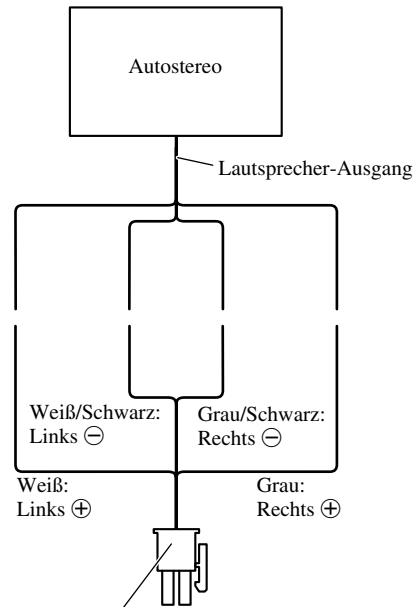 Autostereo
Lautsprecher-Ausgang
Weiß/Schwarz:
Links ⊖
Grau/Schwarz:
Rechts ⊖
Weiß:
Links ⊕
Grau:
Rechts ⊕